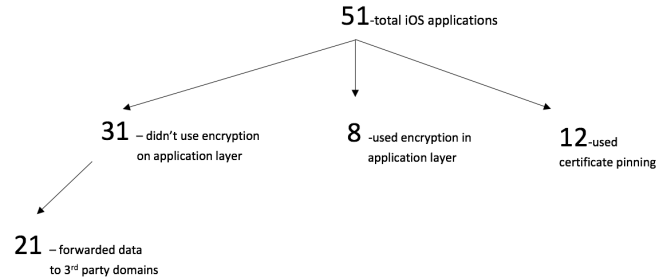 51-total iOS applications
31 – didn't use encryption
on application layer
8 -used encryption in
application layer
12-used
certificate pinning
21 – forwarded data
to 3rd party domains